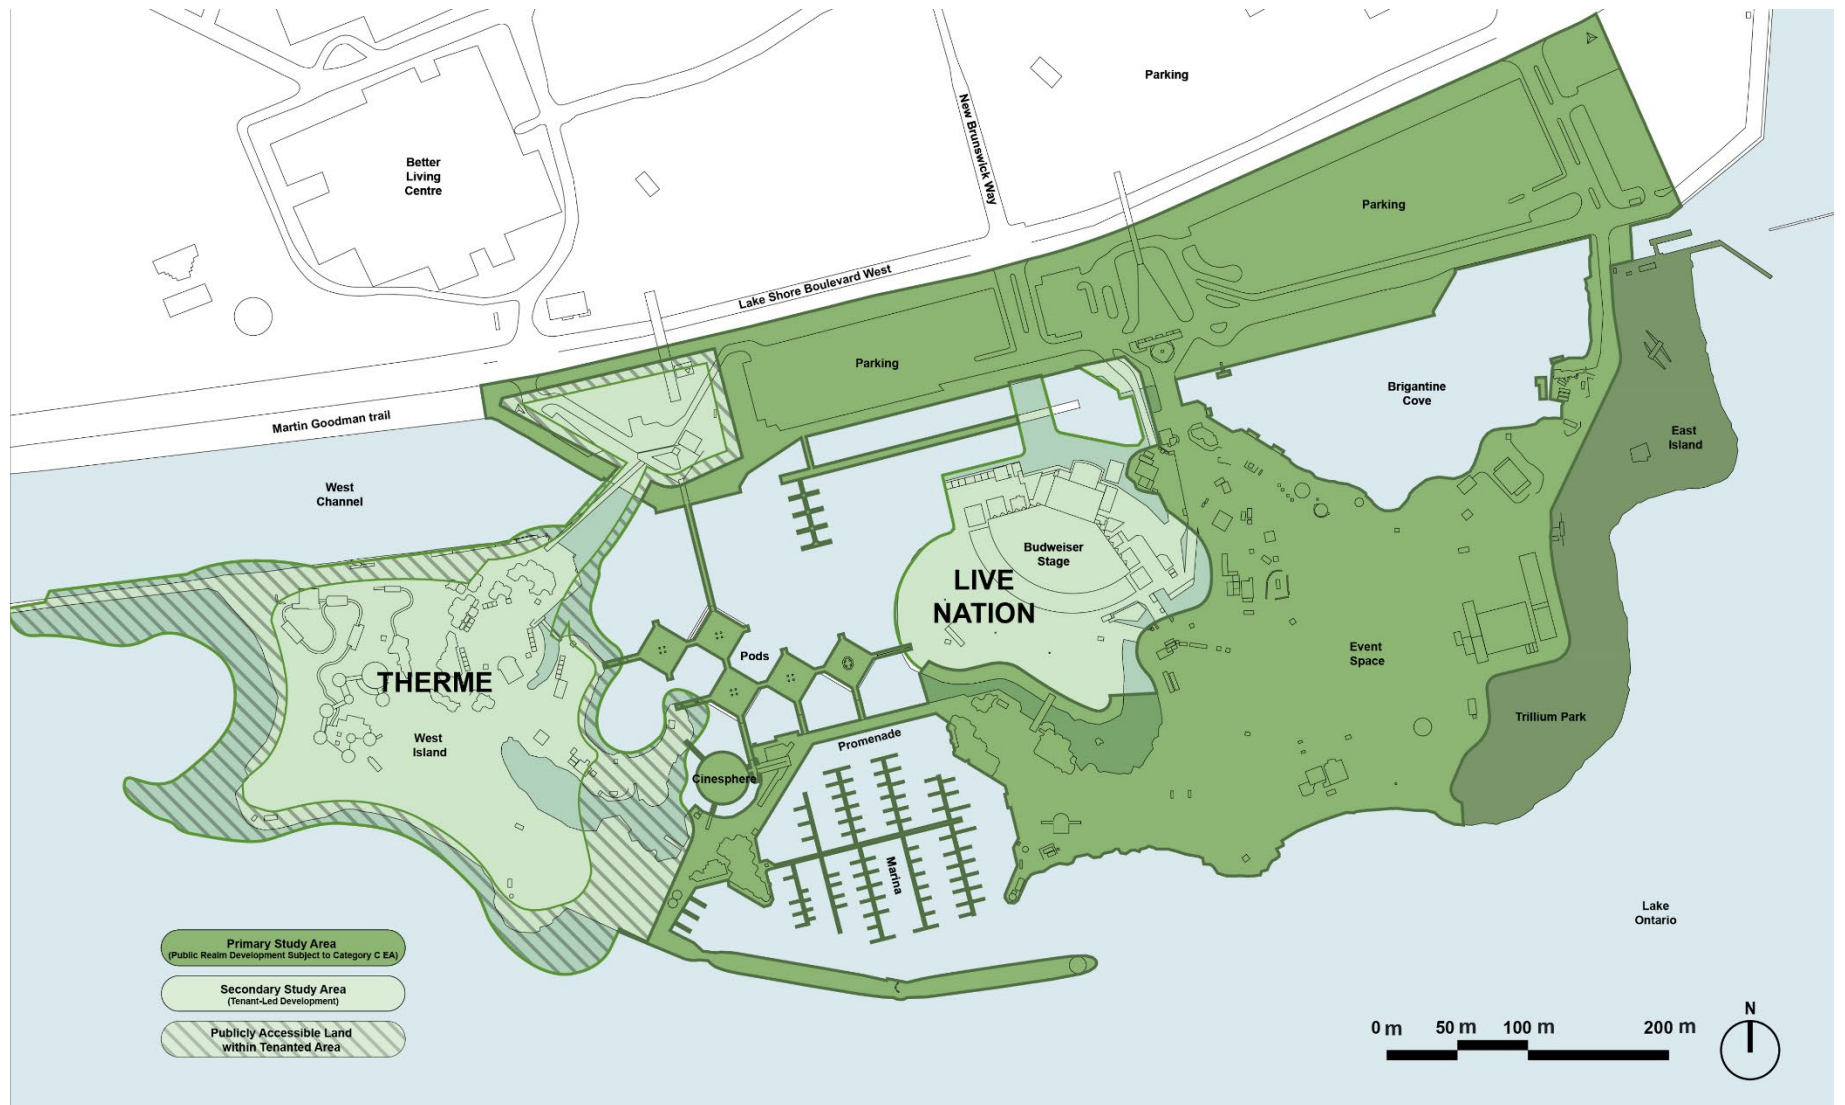 Parking
New Brunswick Way
Better
Living
Centre
Parking
Lake Shore Boulevard West
Parking
Martin Goodman trail
Brigantine
Cove
East
Island
West
Channel
Budweiser
Stage
LIVE
NATION
Pods
Event
Space
THERME
West
Island
Trillium Park
Promenade
Cinesphere
Marina
Lake
Ontario
Primary Study Area
(Public Realm Development Subject to Category C EA)
Secondary Study Area
(Tenant-Led Development)
Publicly Accessible Land
within Tenanted Area
0 m 50 m 100 m 200 m
N